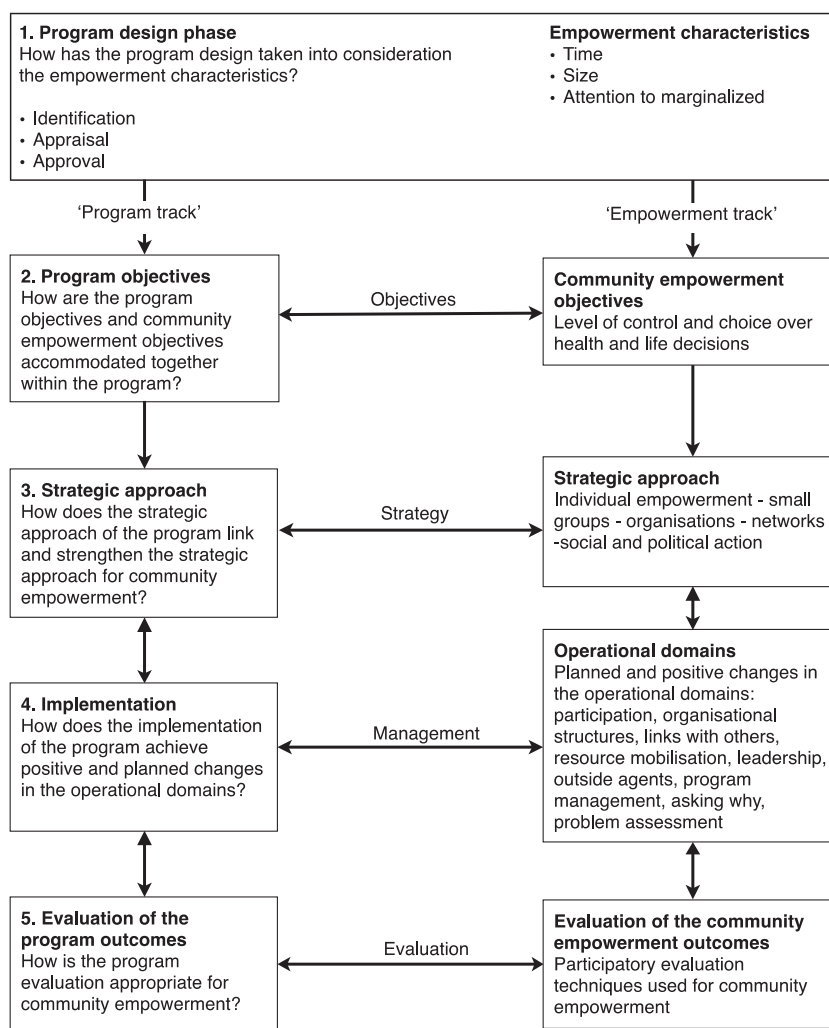 1. Program design phase
How has the program design taken into consideration
the empowerment characteristics?
• Identification
• Appraisal
• Approval
Empowerment characteristics
• Time
• Size
• Attention to marginalized
‘Program track’
‘Empowerment track’
2. Program objectives
How are the program
objectives and community
empowerment objectives
accommodated together
within the program?
Objectives
Community empowerment
objectives
Level of control and choice over
health and life decisions
3. Strategic approach
How does the strategic
approach of the program link
and strengthen the strategic
approach for community
empowerment?
Strategy
Strategic approach
Individual empowerment - small
groups - organisations - networks
-social and political action
4. Implementation
How does the implementation
of the program achieve
positive and planned changes
in the operational domains?
Management
Operational domains
Planned and positive changes in
the operational domains:
participation, organisational
structures, links with others,
resource mobilisation, leadership,
outside agents, program
management, asking why,
problem assessment
5. Evaluation of the
program outcomes
How is the program
evaluation appropriate for
community empowerment?
Evaluation
Evaluation of the community
empowerment outcomes
Participatory evaluation
techniques used for community
empowerment